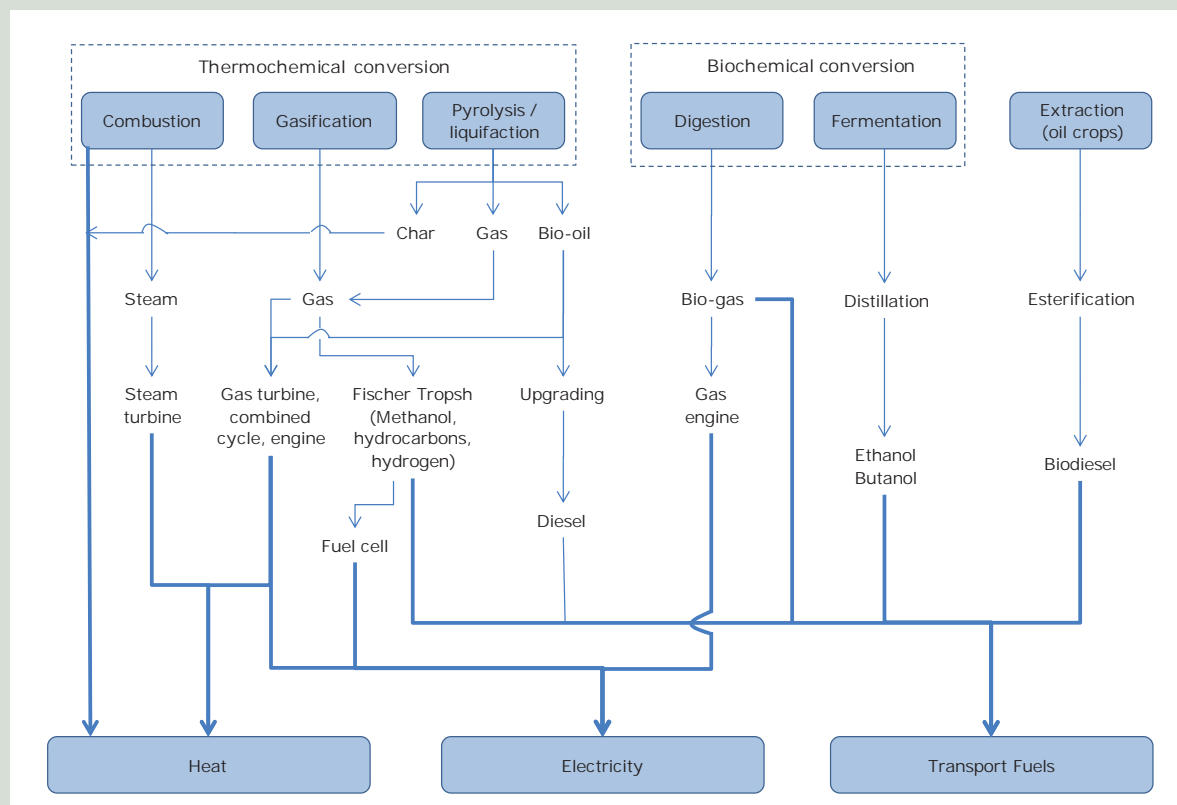 Thermochemical conversion
Biochemical conversion
Combustion
Gasification
Pyrolysis /
liquifaction
Digestion
Fermentation
Extraction
(oil crops)
Char
Gas
Bio-oil
Steam
Gas
Bio-gas
Distillation
Esterification
Steam
turbine
Gas turbine,
combined
cycle, engine
Fischer Tropsh
(Methanol,
hydrocarbons,
hydrogen)
Upgrading
Gas
engine
Ethanol
Butanol
Biodiesel
Diesel
Fuel cell
Heat
Electricity
Transport Fuels